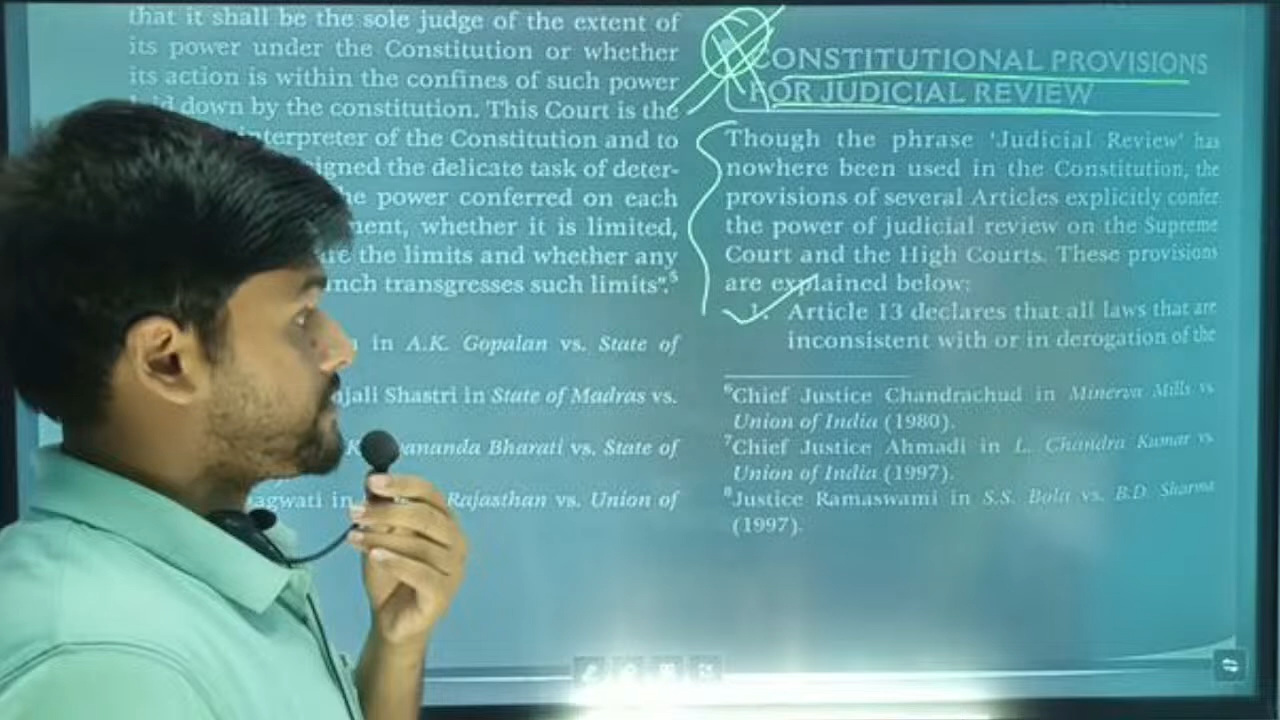 that it shall be the sole judge of the extent of
its power under the Constitution or whether
its action is within the confines of such power
laid down by the constitution. This Court is the
interpreter of the Constitution and to
the delicate task of deter-
power conferred on each
whether it is limited,
the limits and whether any
transgresses such limits”.⁵
in A.K. Gopalan vs. State of
Shastri in State of Madras vs.
Bharati vs. State of
in Rajasthan vs. Union of
CONSTITUTIONAL PROVISIONS
FOR JUDICIAL REVIEW
Though the phrase ‘Judicial Review’ has
nowhere been used in the Constitution, the
provisions of several Articles explicitly confer
the power of judicial review on the Supreme
Court and the High Courts. These provisions
are explained below:
1. Article 13 declares that all laws that are
inconsistent with or in derogation of the
⁶Chief Justice Chandrachud in Minerva Mills vs.
Union of India (1980).
⁷Chief Justice Ahmadi in L. Chandra Kumar vs.
Union of India (1997).
⁸Justice Ramaswami in S.S. Bola vs. B.D. Sharma
(1997).